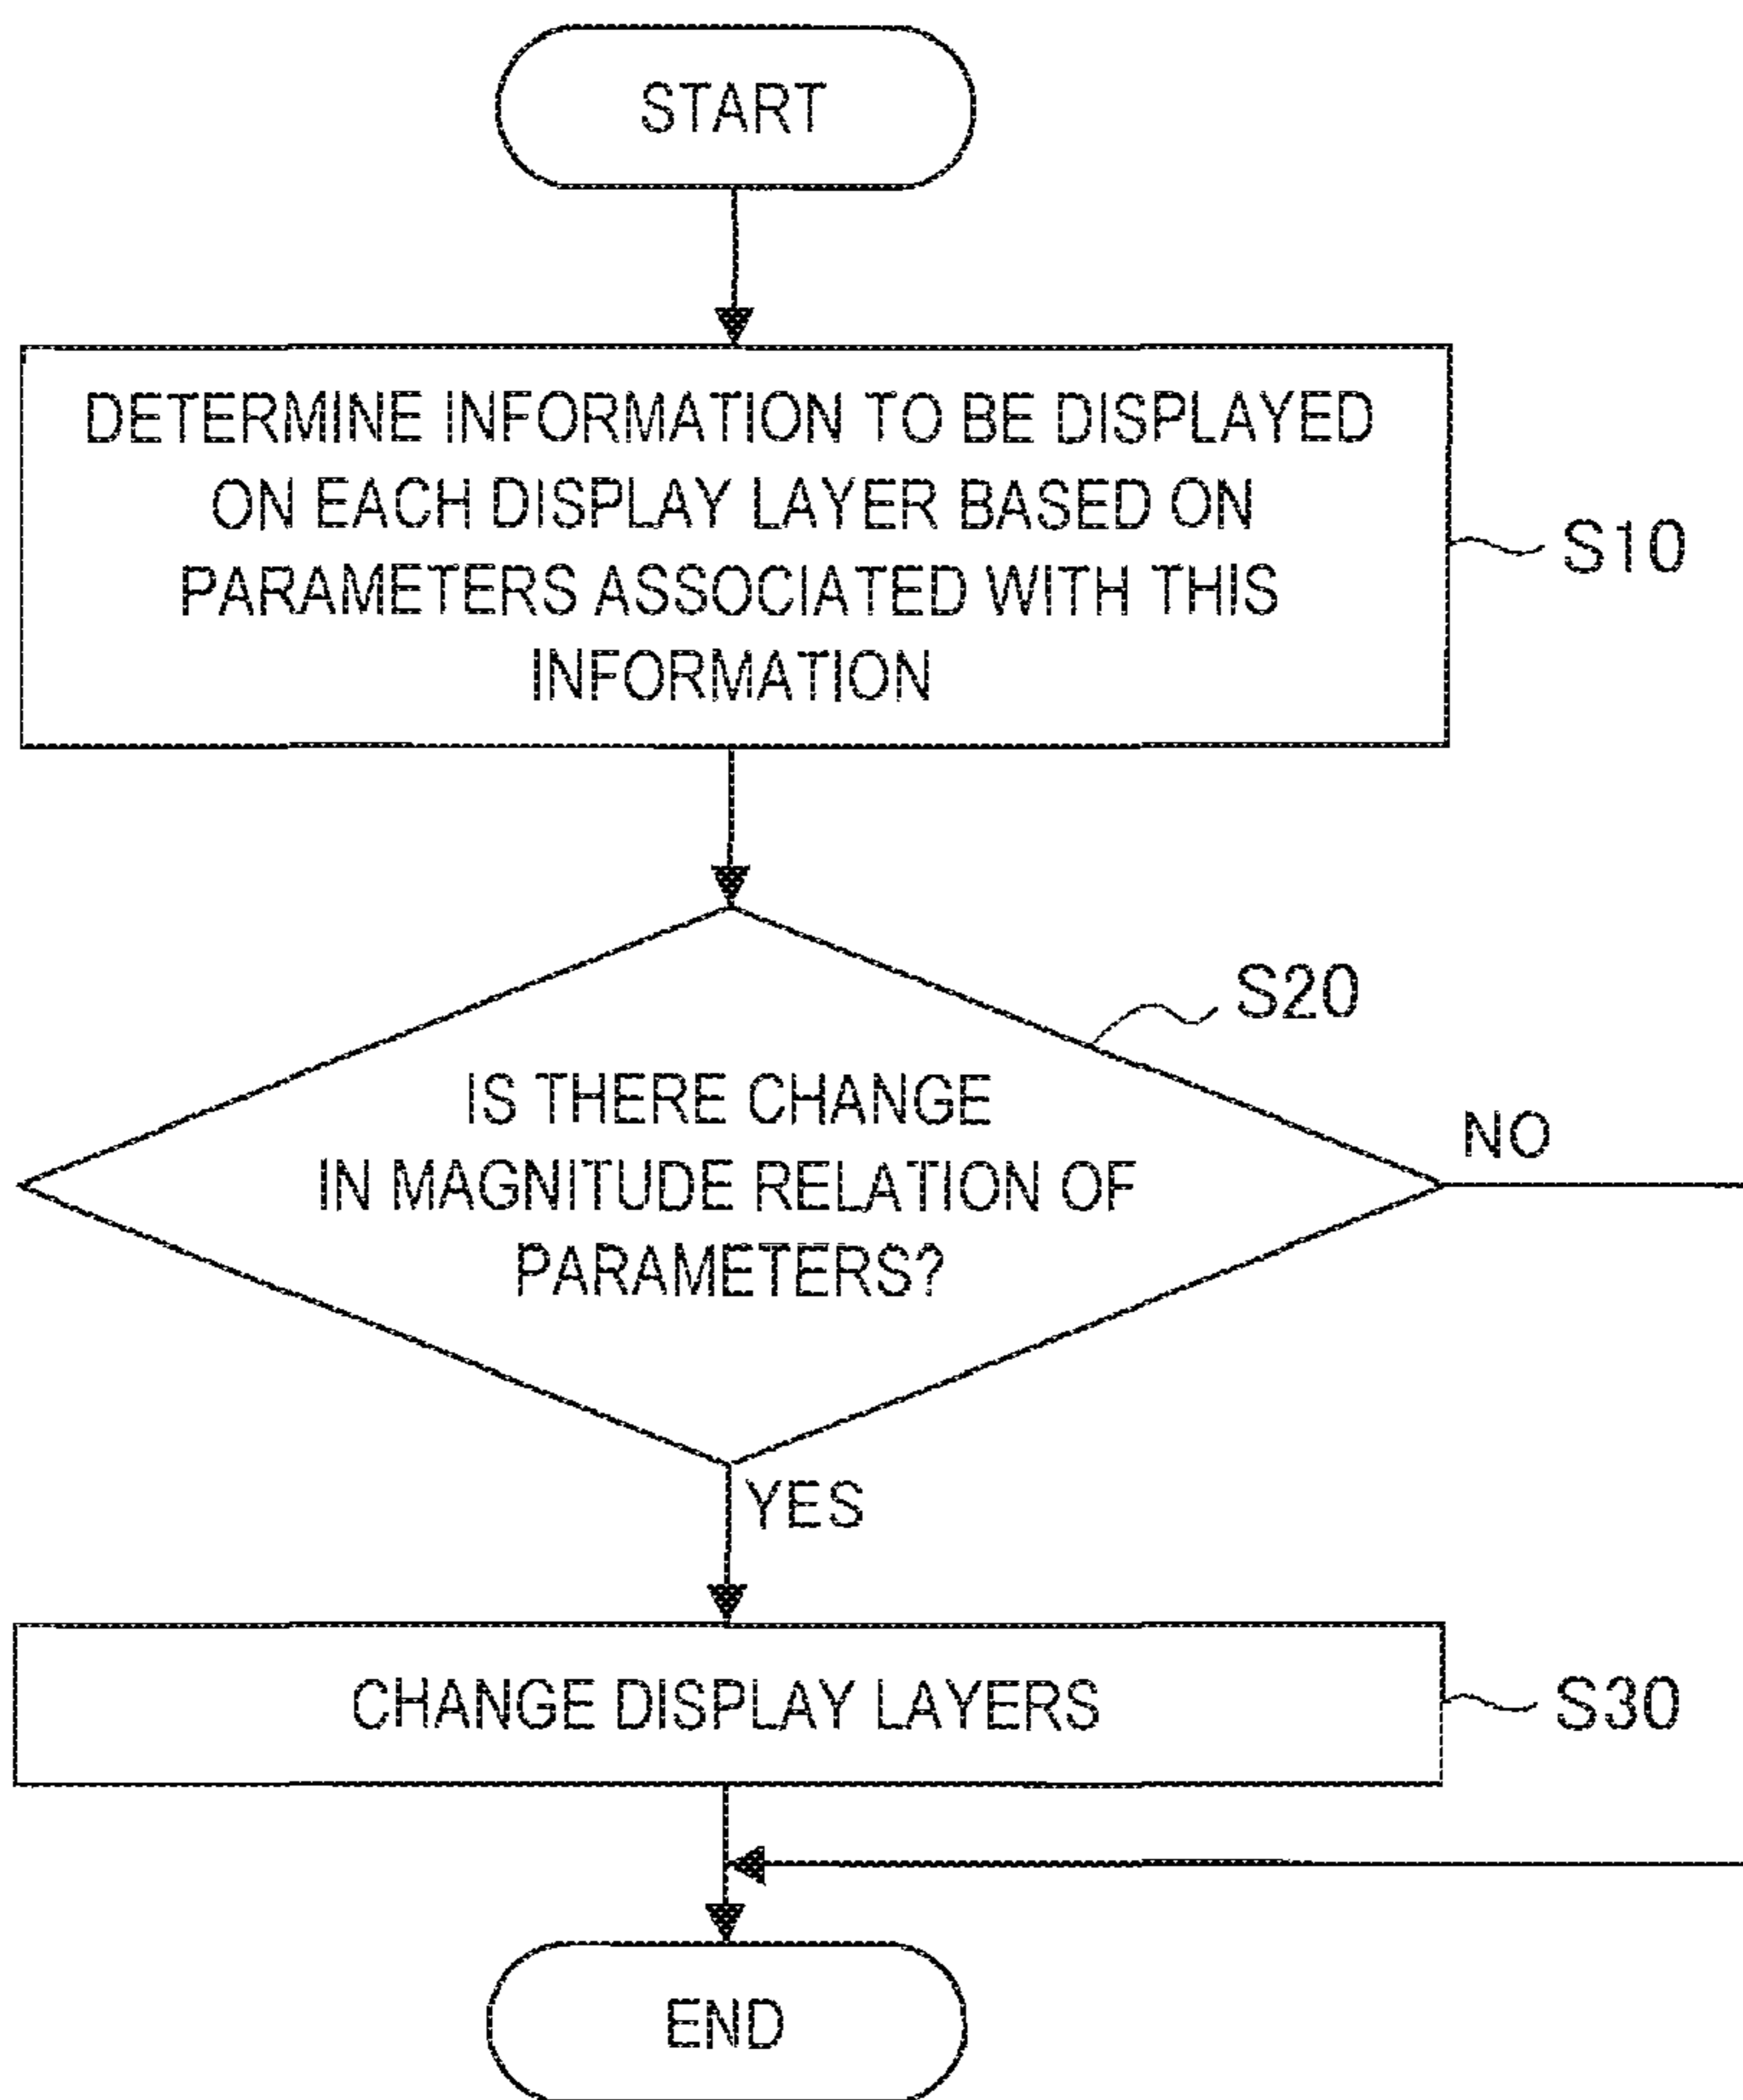 START
DETERMINE INFORMATION TO BE DISPLAYED
ON EACH DISPLAY LAYER BASED ON
PARAMETERS ASSOCIATED WITH THIS
INFORMATION
S10
S20
IS THERE CHANGE
IN MAGNITUDE RELATION OF
PARAMETERS?
NO
YES
CHANGE DISPLAY LAYERS
S30
END